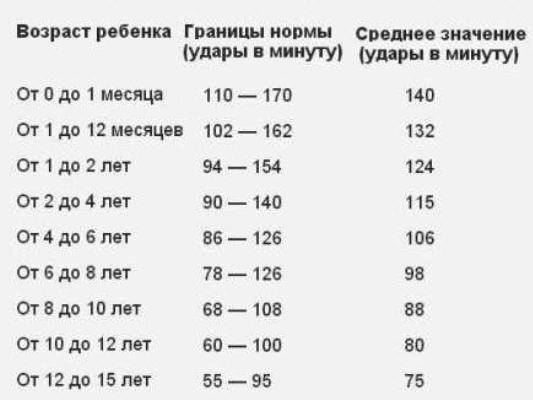 Возраст ребенка Границы нормы (удары в минуту) Среднее значение (удары в минуту)
От 0 до 1 месяца 110 — 170 140
От 1 до 12 месяцев 102 — 162 132
От 1 до 2 лет 94 — 154 124
От 2 до 4 лет 90 — 140 115
От 4 до 6 лет 86 — 126 106
От 6 до 8 лет 78 — 126 98
От 8 до 10 лет 68 — 108 88
От 10 до 12 лет 60 — 100 80
От 12 до 15 лет 55 — 95 75